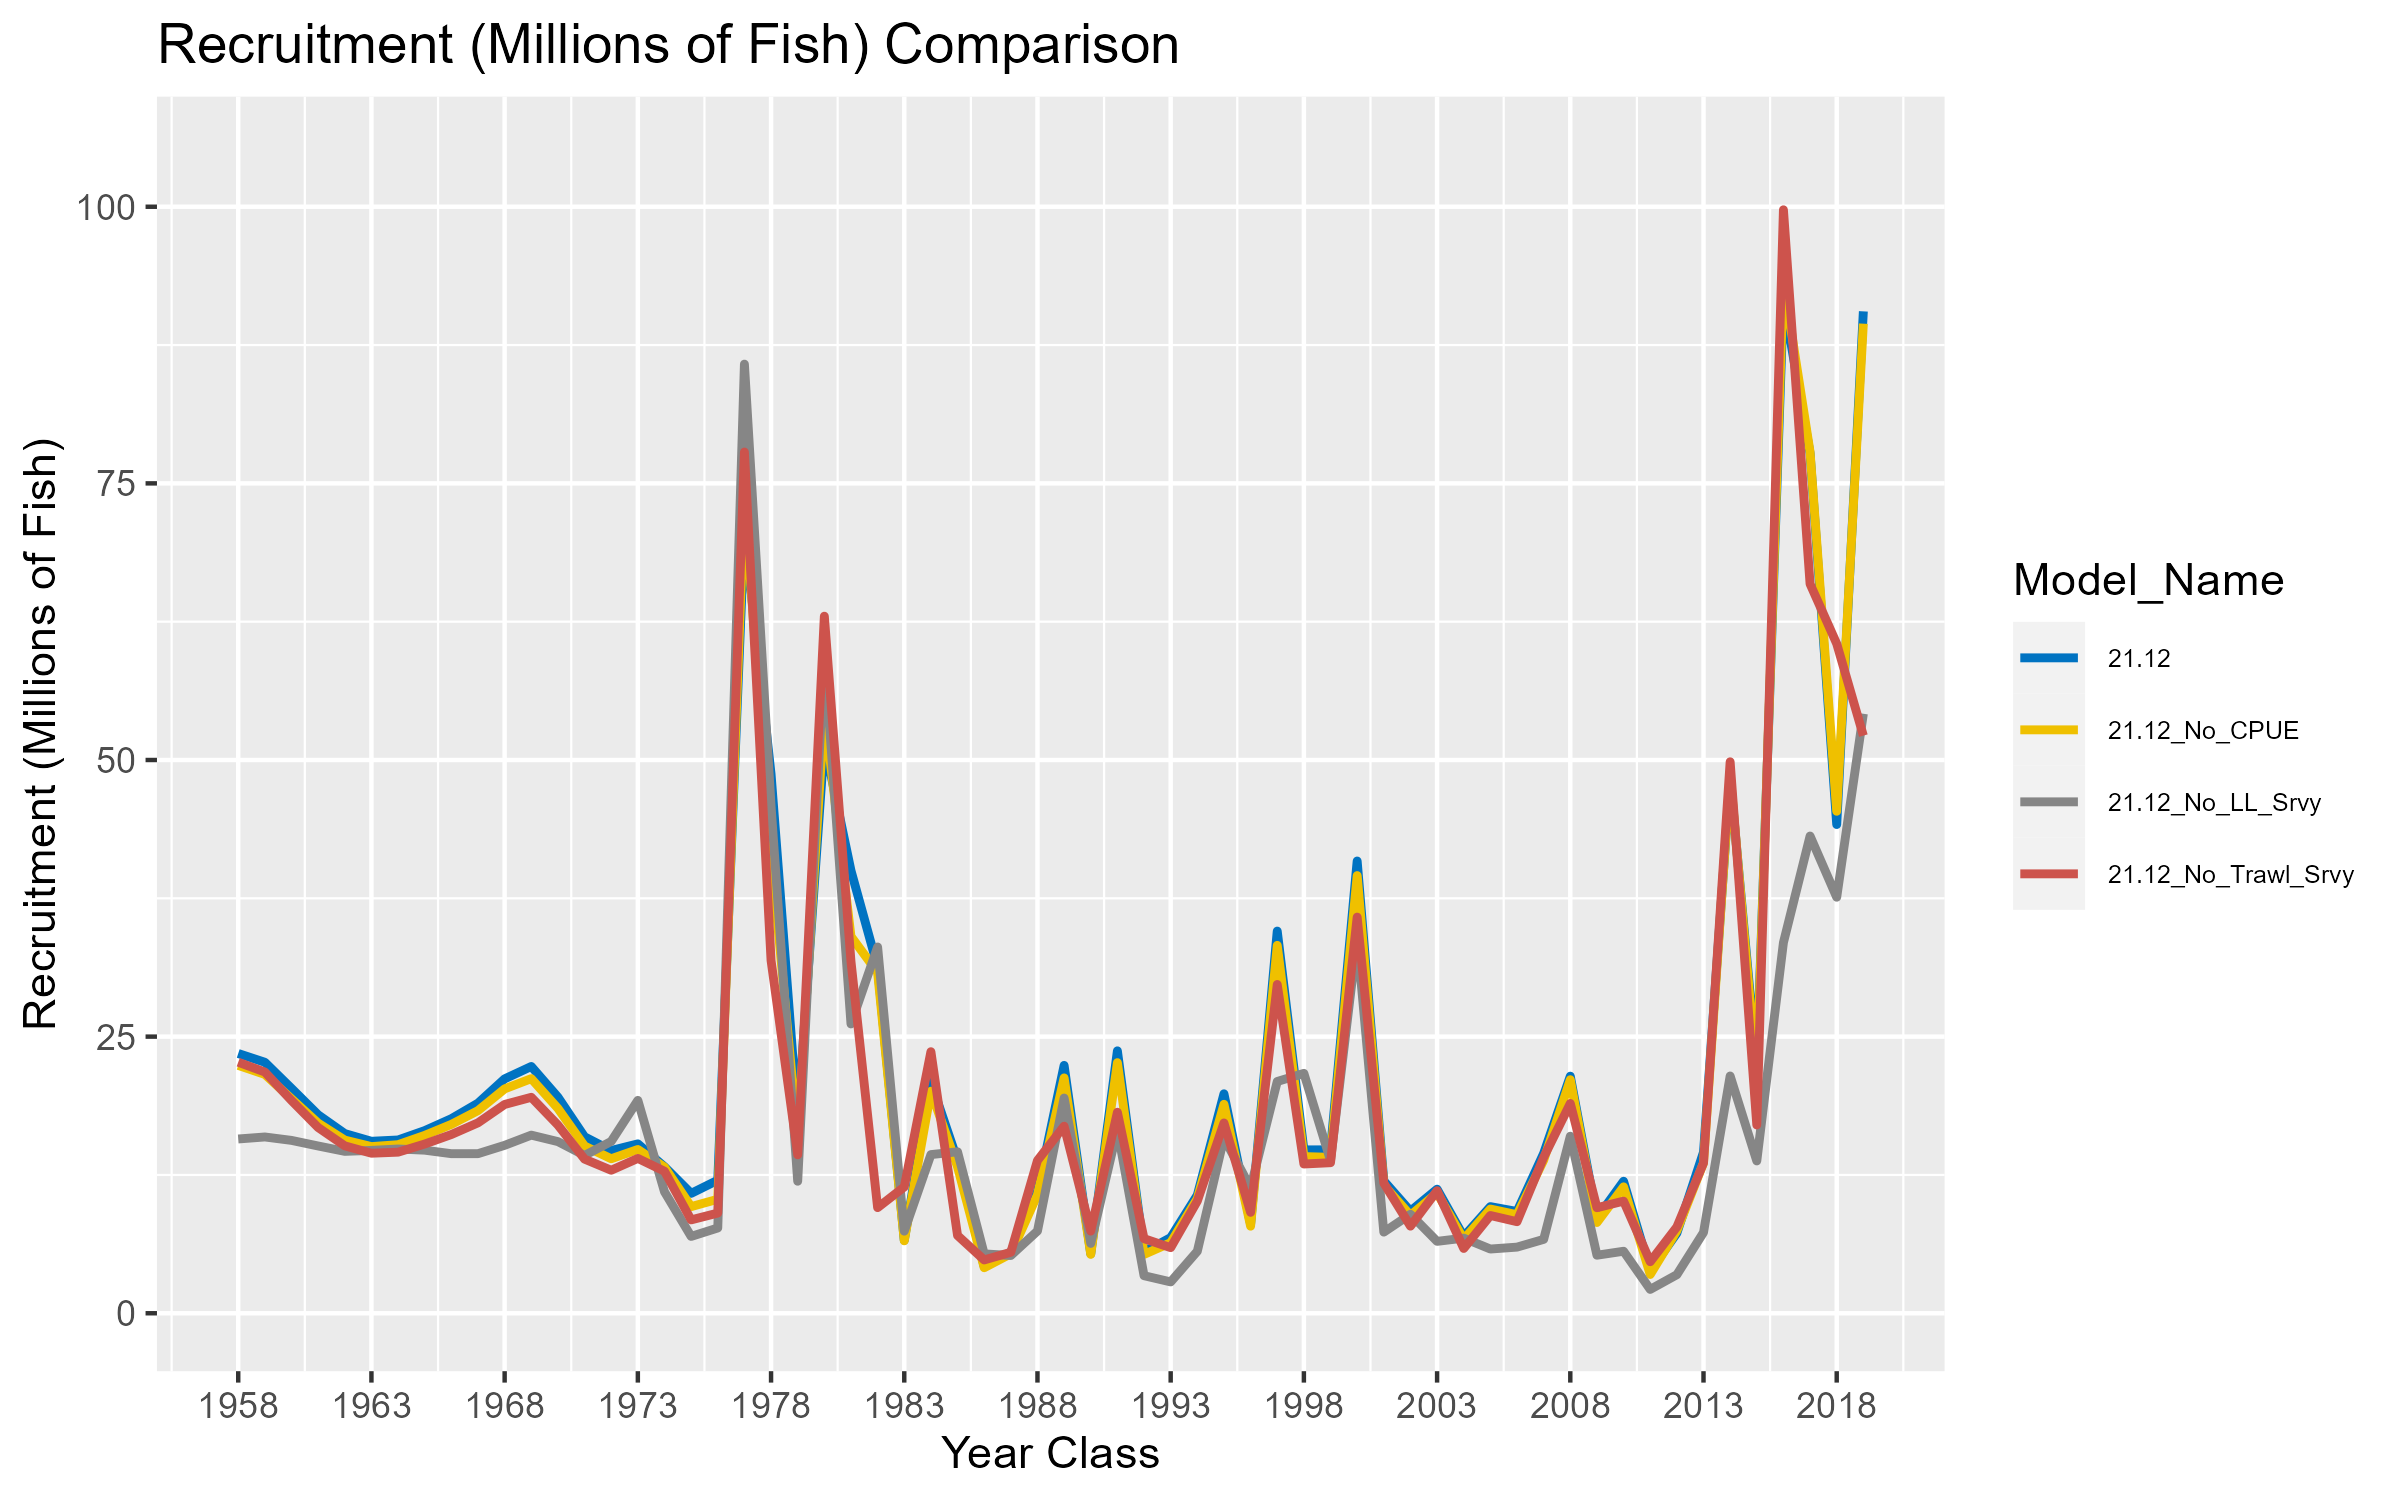 Recruitment (Millions of Fish) Comparison
Recruitment (Millions of Fish)
100
75
50
25
0
1958 1963 1968 1973 1978 1983 1988 1993 1998 2003 2008 2013 2018
Year Class
Model_Name
21.12
21.12_No_CPUE
21.12_No_LL_Srvy
21.12_No_Trawl_Srvy